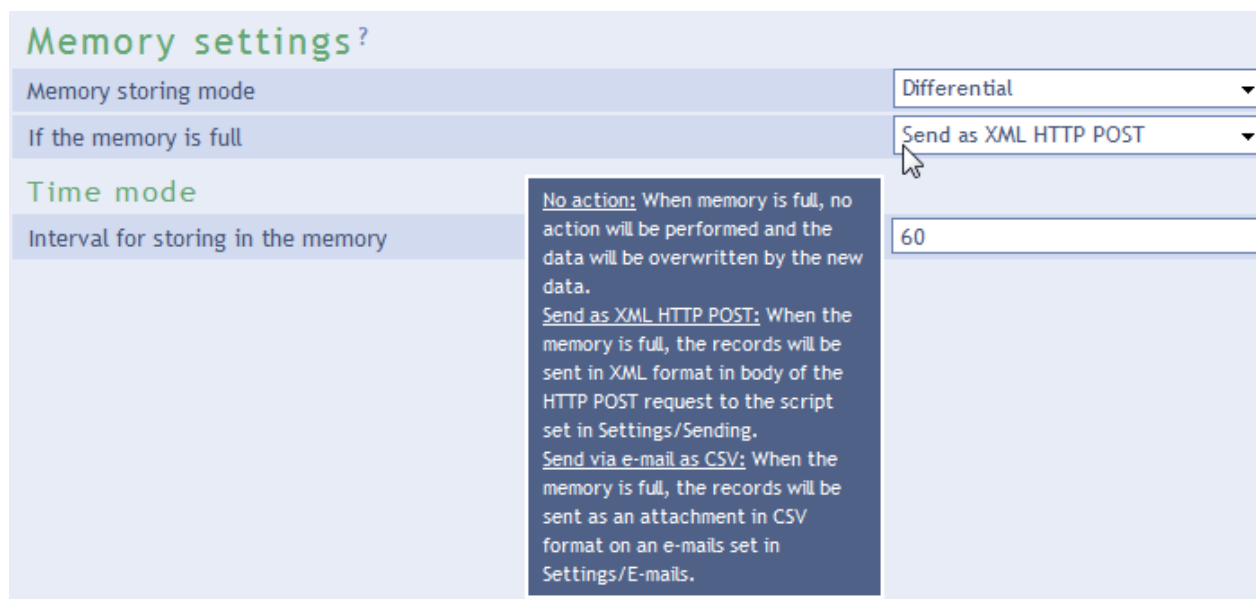 Memory settings?
Memory storing mode
Differential
If the memory is full
Send as XML HTTP POST
Time mode
Interval for storing in the memory
60
No action: When memory is full, no
action will be performed and the
data will be overwritten by the new
data.
Send as XML HTTP POST: When the
memory is full, the records will be
sent in XML format in body of the
HTTP POST request to the script
set in Settings/Sending.
Send via e-mail as CSV: When the
memory is full, the records will be
sent as an attachment in CSV
format on an e-mails set in
Settings/E-mails.